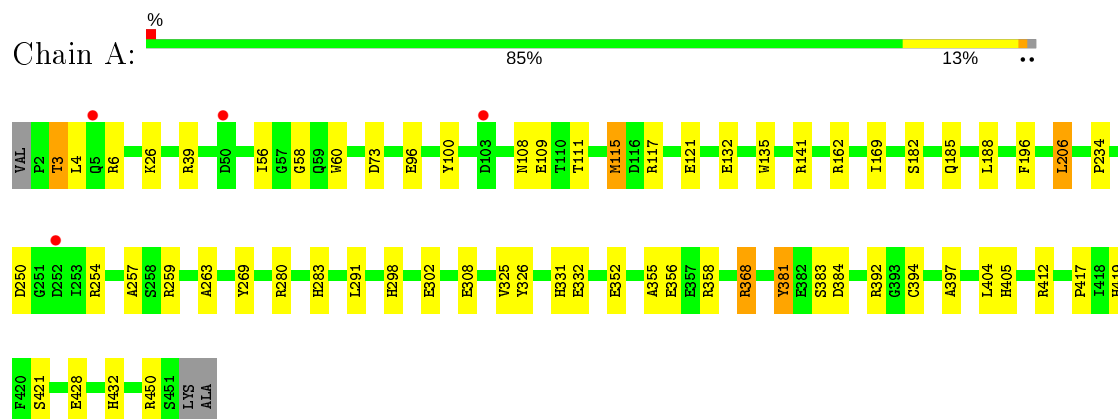 %
Chain A:
85% 13% ••
VAL P2 T3 L4 Q5 R6 K26 R39 D50 I56 G57 G58 Q59 W60 D73 E96 Y100 D103 N108 E109 T110 T111 M115 D116 R117 E121 E132 W135 R141 R162 I169 S182 Q185 L188 F196 L206 P234
D250 G251 D252 I253 R254 A257 S258 R259 A263 Y269 R280 H283 L291 H298 E302 E308 V325 Y326 H331 E332 E352 A355 E356 E357 R358 R368 Y381 E382 S383 D384 R392 G393 C394 A397 L404 H405 R412 P417 I418 H419
F420 S421 E428 H432 R450 S451 LYS ALA